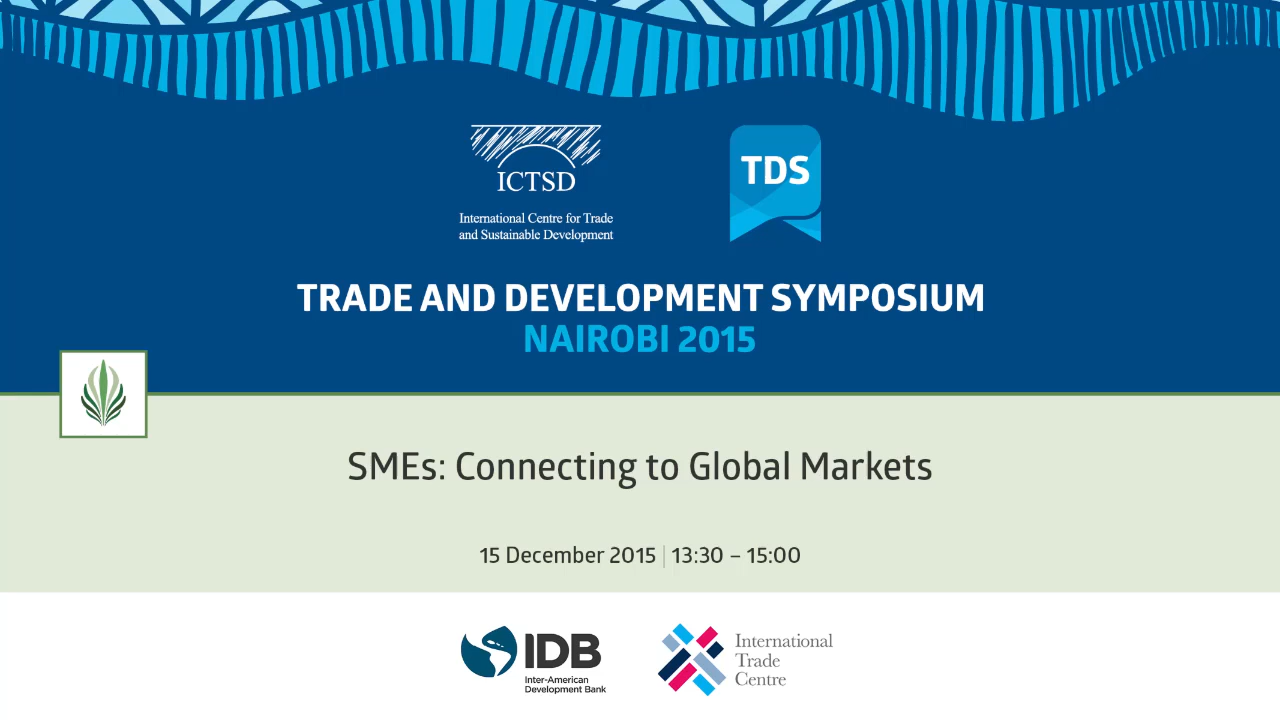 ICTSD
International Centre for Trade
and Sustainable Development
TDS
TRADE AND DEVELOPMENT SYMPOSIUM
NAIROBI 2015
SMEs: Connecting to Global Markets
15 December 2015 | 13:30 – 15:00
IDB
Inter-American
Development Bank
International
Trade
Centre